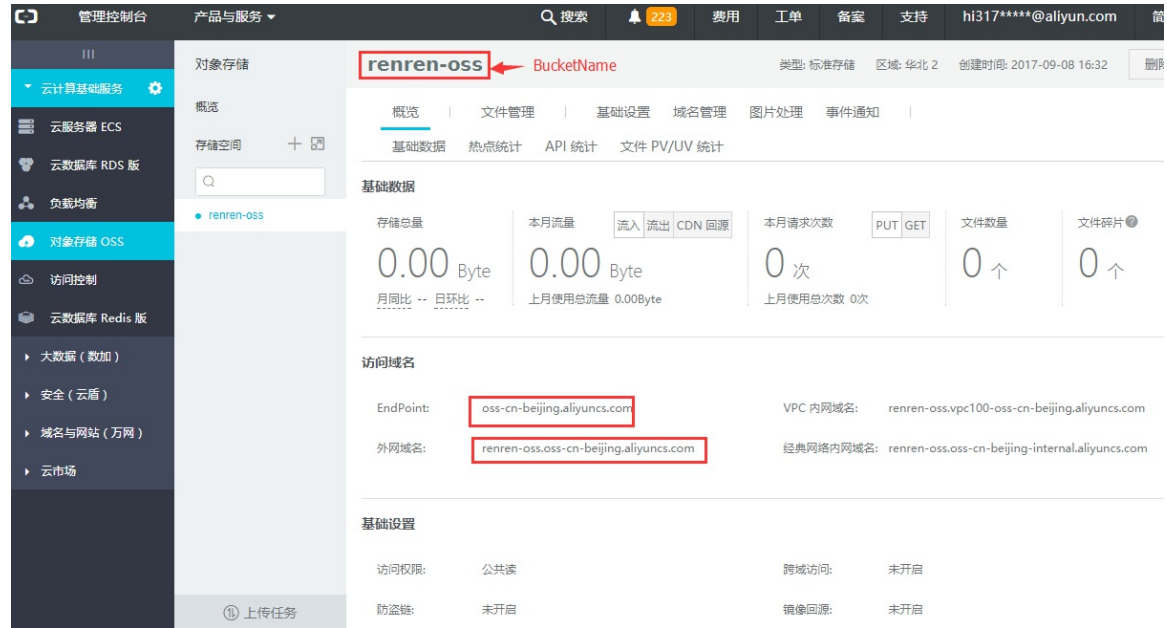 管理控制台 产品与服务 搜索 223 费用 工单 备案 支持 hi317*****@aliyun.com 简
云计算基础服务
云服务器 ECS
云数据库 RDS 版
负载均衡
对象存储 OSS
访问控制
云数据库 Redis 版
大数据（数加）
安全（云盾）
域名与网站（万网）
云市场
对象存储
概览
存储空间
renren-oss
上传任务
renren-oss BucketName 类型: 标准存储 区域: 华北 2 创建时间: 2017-09-08 16:32 删除
概览 文件管理 基础设置 域名管理 图片处理 事件通知
基础数据 热点统计 API 统计 文件 PV/UV 统计
基础数据
存储总量 本月流量 流入 流出 CDN 回源 本月请求次数 PUT GET 文件数量 文件碎片
0.00 Byte 0.00 Byte 0 次 0 个 0 个
月同比 -- 日环比 -- 上月使用总流量 0.00Byte 上月使用总次数 0次
访问域名
EndPoint: oss-cn-beijing.aliyuncs.com VPC 内网域名: renren-oss.vpc100-oss-cn-beijing.aliyuncs.com
外网域名: renren-oss.oss-cn-beijing.aliyuncs.com 经典网络内网域名: renren-oss.oss-cn-beijing-internal.aliyuncs.com
基础设置
访问权限: 公共读 跨域访问: 未开启
防盗链: 未开启 镜像回源: 未开启